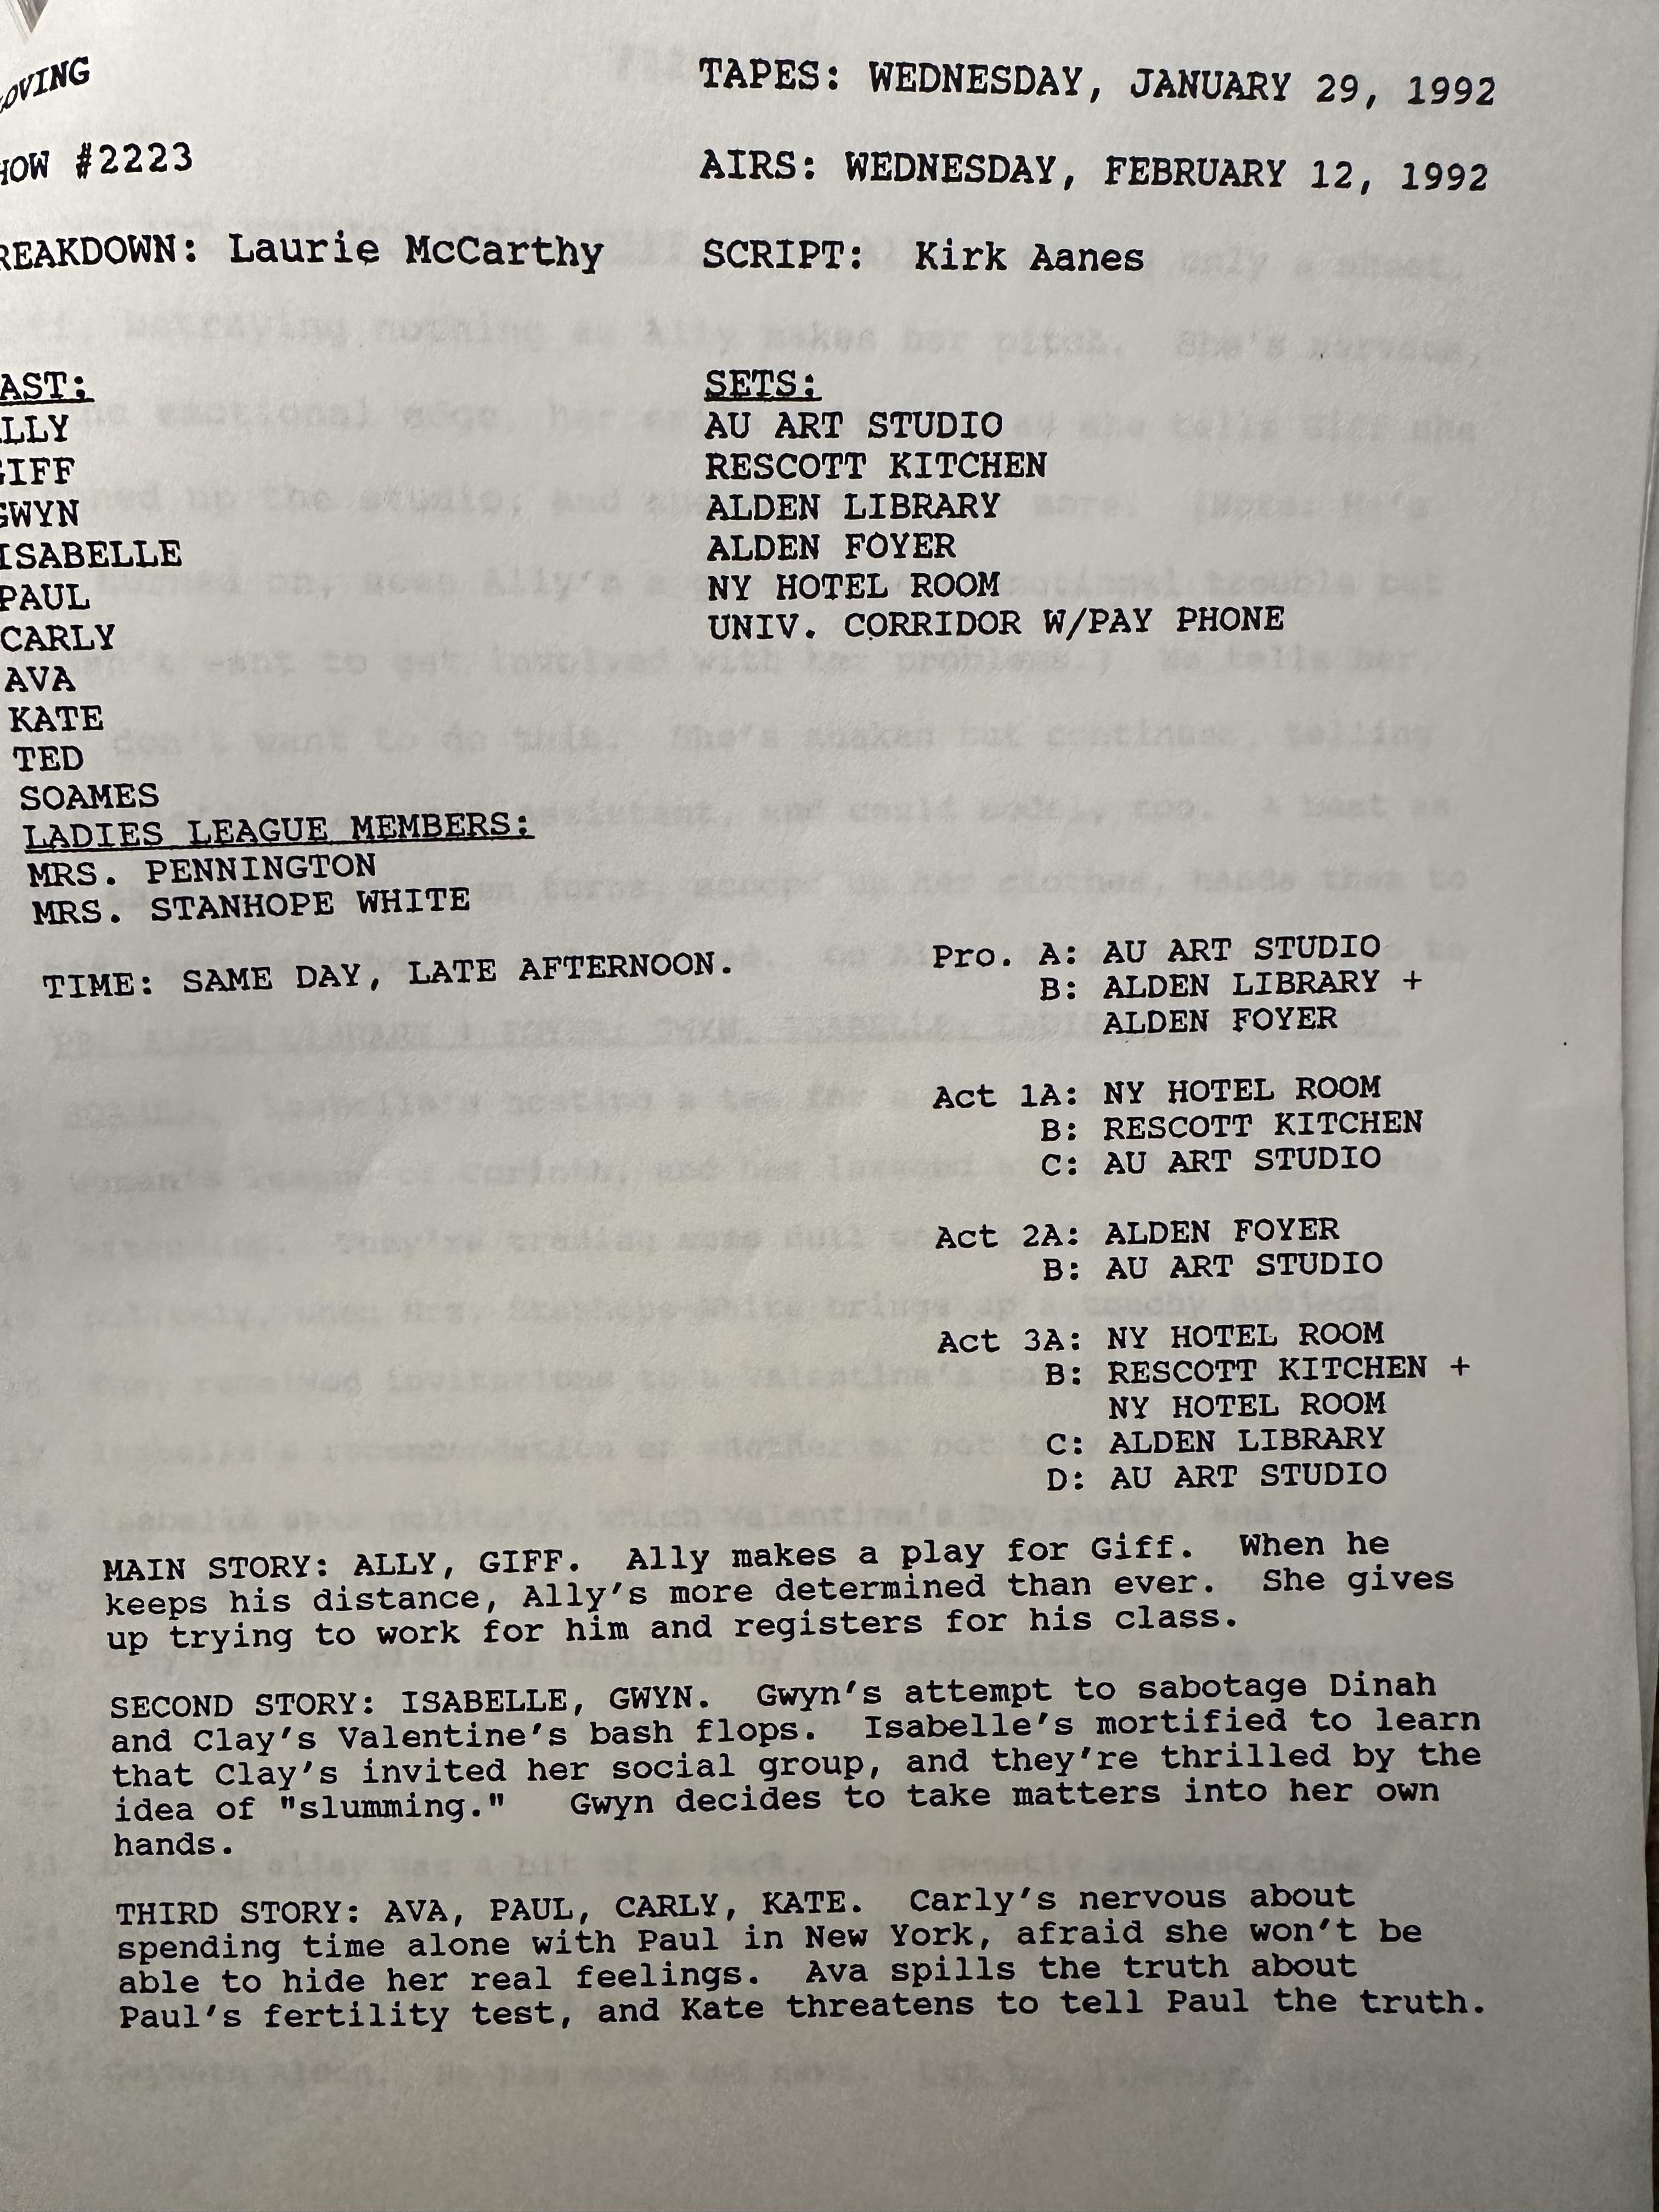 OVING
TAPES: WEDNESDAY, JANUARY 29, 1992
HOW #2223
AIRS: WEDNESDAY, FEBRUARY 12, 1992
REAKDOWN: Laurie McCarthy
SCRIPT: Kirk Aanes
AST:
LLY
GIFF
GWYN
ISABELLE
PAUL
CARLY
AVA
KATE
TED
SOAMES
LADIES LEAGUE MEMBERS:
MRS. PENNINGTON
MRS. STANHOPE WHITE
SETS:
AU ART STUDIO
RESCOTT KITCHEN
ALDEN LIBRARY
ALDEN FOYER
NY HOTEL ROOM
UNIV. CORRIDOR W/PAY PHONE
TIME: SAME DAY, LATE AFTERNOON.
Pro. A: AU ART STUDIO
B: ALDEN LIBRARY +
ALDEN FOYER
Act 1A: NY HOTEL ROOM
B: RESCOTT KITCHEN
C: AU ART STUDIO
Act 2A: ALDEN FOYER
B: AU ART STUDIO
Act 3A: NY HOTEL ROOM
B: RESCOTT KITCHEN +
NY HOTEL ROOM
C: ALDEN LIBRARY
D: AU ART STUDIO
MAIN STORY: ALLY, GIFF. Ally makes a play for Giff. When he
keeps his distance, Ally's more determined than ever. She gives
up trying to work for him and registers for his class.
SECOND STORY: ISABELLE, GWYN. Gwyn's attempt to sabotage Dinah
and Clay's Valentine's bash flops. Isabelle's mortified to learn
that Clay's invited her social group, and they're thrilled by the
idea of "slumming." Gwyn decides to take matters into her own
hands.
THIRD STORY: AVA, PAUL, CARLY, KATE. Carly's nervous about
spending time alone with Paul in New York, afraid she won't be
able to hide her real feelings. Ava spills the truth about
Paul's fertility test, and Kate threatens to tell Paul the truth.